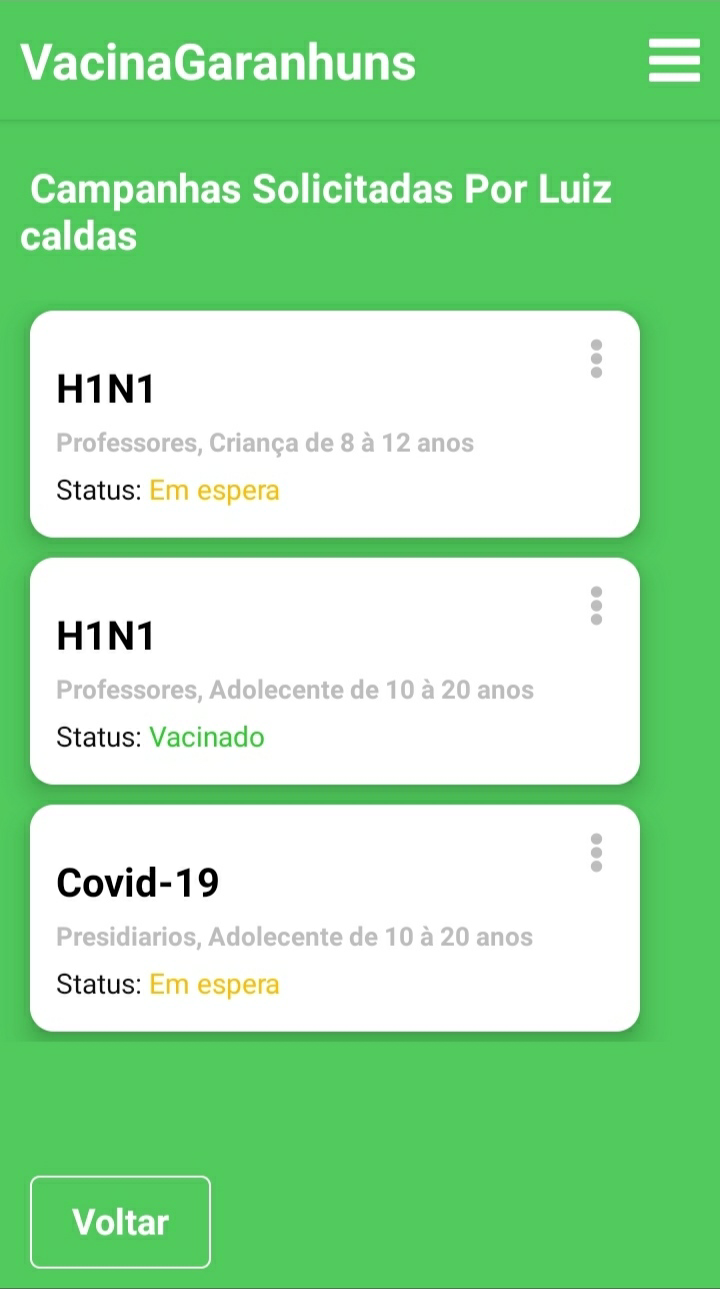 VacinaGaranhuns
Campanhas Solicitadas Por Luiz
caldas
H1N1
Professores, Criança de 8 à 12 anos
Status: Em espera
H1N1
Professores, Adolecente de 10 à 20 anos
Status: Vacinado
Covid-19
Presidiarios, Adolecente de 10 à 20 anos
Status: Em espera
Voltar